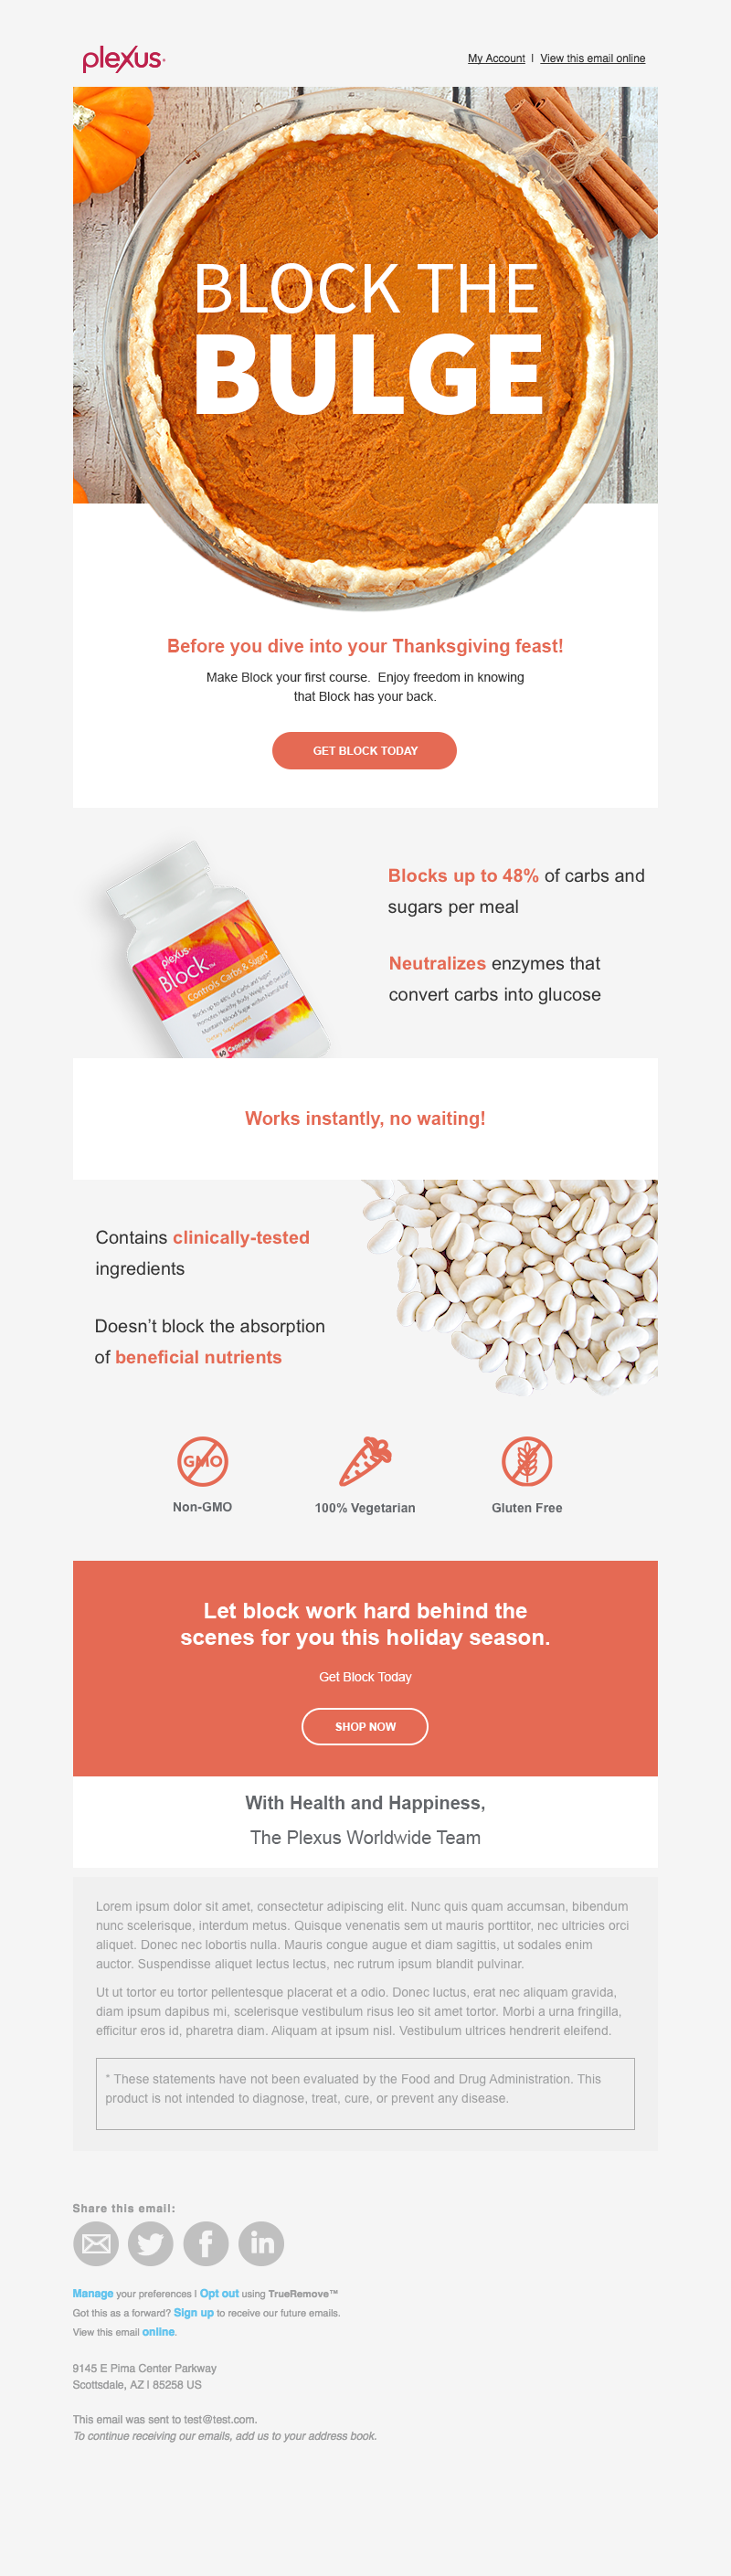 plexus
My Account | View this email online
BLOCK THE
BULGE
Before you dive into your Thanksgiving feast!
Make Block your first course. Enjoy freedom in knowing
that Block has your back.
GET BLOCK TODAY
plexus
Block™
Controls Carbs & Sugar*
Blocks up to 48% of Carbs and Sugar*
Dietary Supplement
Capsules
Blocks up to 48% of carbs and
sugars per meal
Neutralizes enzymes that
convert carbs into glucose
Works instantly, no waiting!
Contains clinically-tested
ingredients
Doesn't block the absorption
of beneficial nutrients
GMO
Non-GMO
100% Vegetarian
Gluten Free
Let block work hard behind the
scenes for you this holiday season.
Get Block Today
SHOP NOW
With Health and Happiness,
The Plexus Worldwide Team
Lorem ipsum dolor sit amet, consectetur adipiscing elit. Nunc quis quam accumsan, bibendum
nunc scelerisque, interdum metus. Quisque venenatis sem ut mauris porttitor, nec ultricies orci
aliquet. Donec nec lobortis nulla. Mauris congue augue et diam sagittis, ut sodales enim
auctor. Suspendisse aliquet lectus lectus, nec rutrum ipsum blandit pulvinar.
Ut ut tortor eu tortor pellentesque placerat et a odio. Donec luctus, erat nec aliquam gravida,
diam ipsum dapibus mi, scelerisque vestibulum risus leo sit amet tortor. Morbi a urna fringilla,
efficitur eros id, pharetra diam. Aliquam at ipsum nisl. Vestibulum ultrices hendrerit eleifend.
* These statements have not been evaluated by the Food and Drug Administration. This
product is not intended to diagnose, treat, cure, or prevent any disease.
Share this email:
Manage your preferences | Opt out using TrueRemove™
Got this as a forward? Sign up to receive our future emails.
View this email online.
9145 E Pima Center Parkway
Scottsdale, AZ | 85258 US
This email was sent to test@test.com.
To continue receiving our emails, add us to your address book.